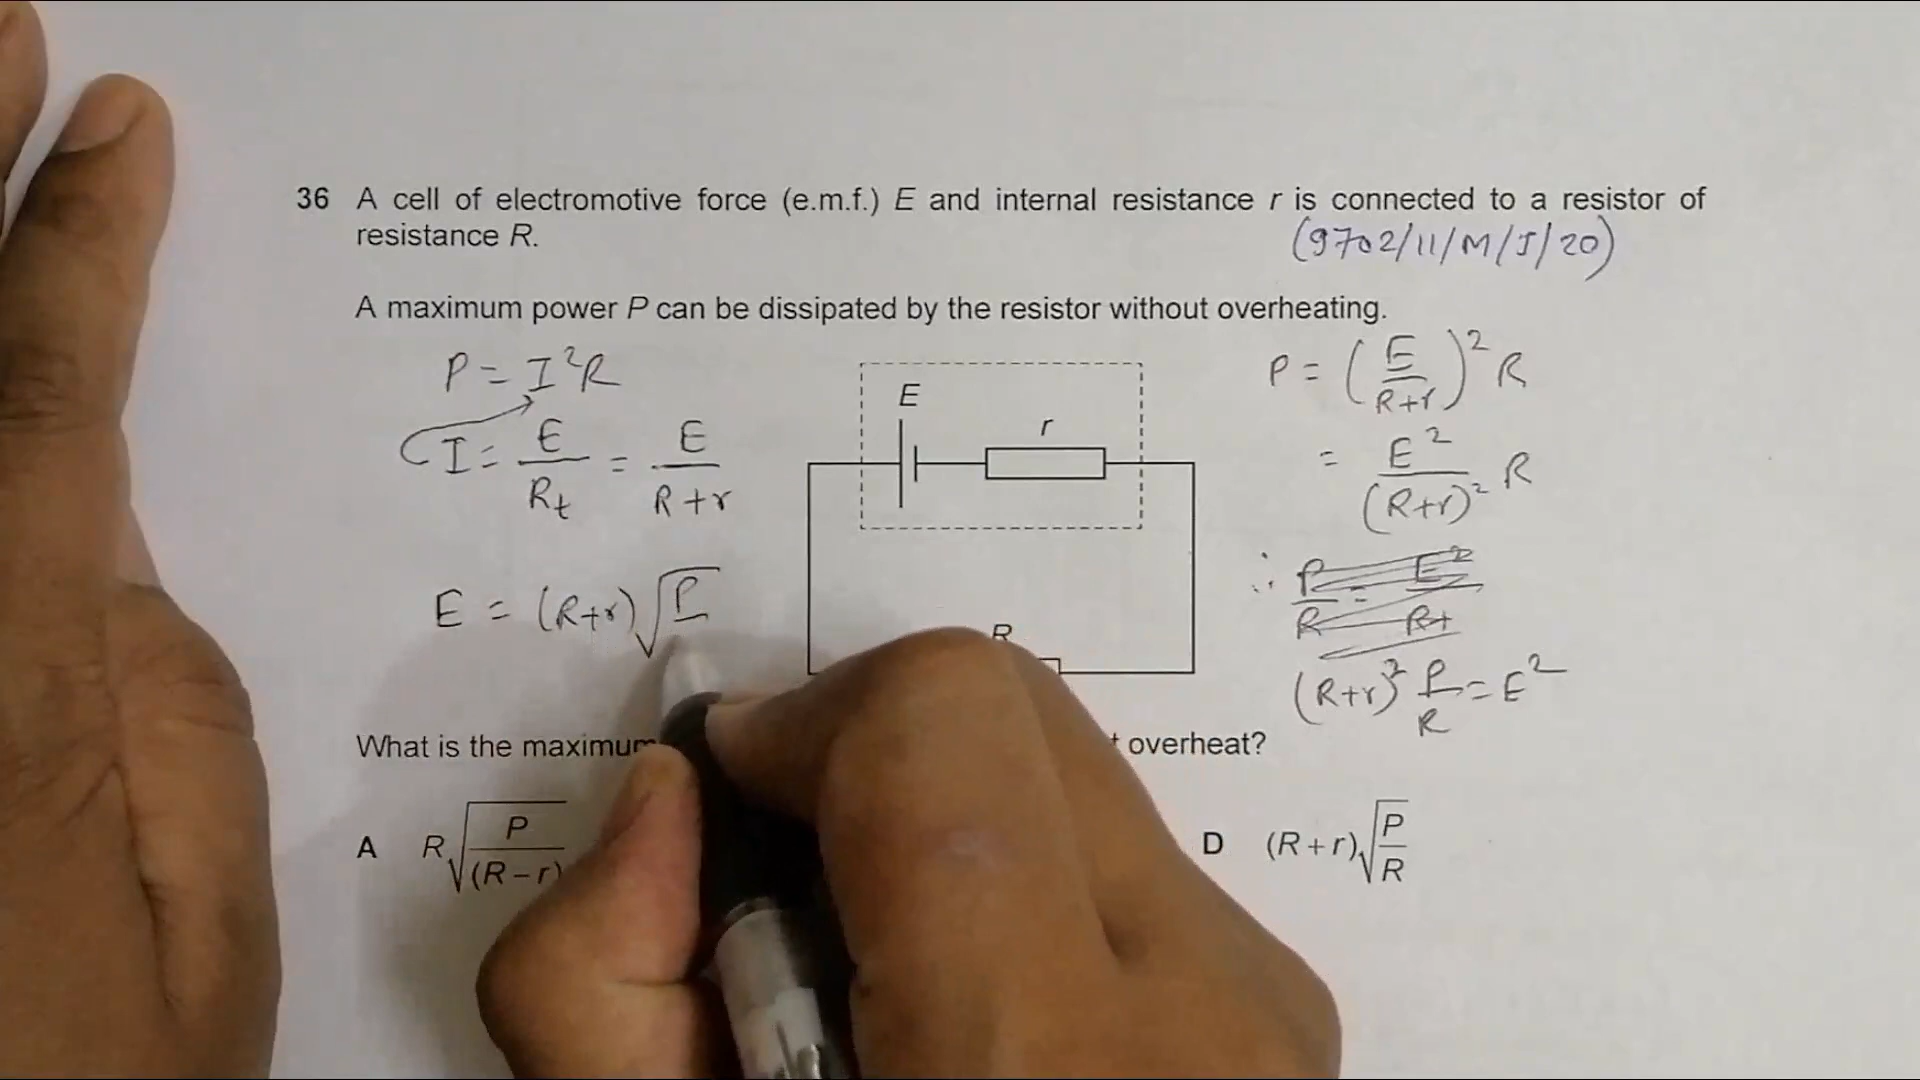 36 A cell of electromotive force (e.m.f.) E and internal resistance r is connected to a resistor of
resistance R.
(9702/11/M/J/20)
A maximum power P can be dissipated by the resistor without overheating.
P = I²R
I = E/Rt = E/(R+r)
E = (R+r)√P
E
r
R
P = (E/(R+r))² R
= E²/(R+r)² R
∴ P/R = E²/R+
(R+r)² P/R = E²
What is the maximum
overheat?
A R√(P/(R−r))
D (R+r)√(P/R)